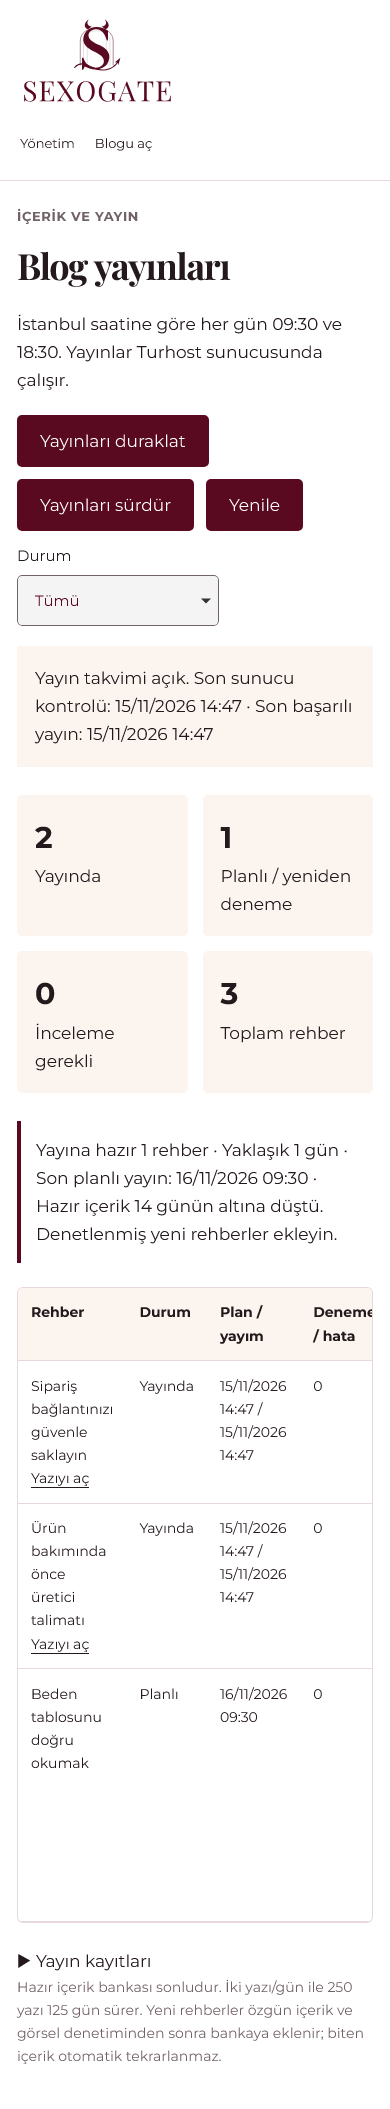 SEXOGATE
Yönetim Blogu aç
İÇERİK VE YAYIN
Blog yayınları
İstanbul saatine göre her gün 09:30 ve
18:30. Yayınlar Turhost sunucusunda
çalışır.
Yayınları duraklat
Yayınları sürdür Yenile
Durum
Tümü
Yayın takvimi açık. Son sunucu
kontrolü: 15/11/2026 14:47 · Son başarılı
yayın: 15/11/2026 14:47
2
Yayında
1
Planlı / yeniden
deneme
0
İnceleme
gerekli
3
Toplam rehber
Yayına hazır 1 rehber · Yaklaşık 1 gün ·
Son planlı yayın: 16/11/2026 09:30 ·
Hazır içerik 14 günün altına düştü.
Denetlenmiş yeni rehberler ekleyin.
Rehber
Durum
Plan /
yayım
Deneme
/ hata
Sipariş
bağlantınızı
güvenle
saklayın
Yazıyı aç
Yayında
15/11/2026
14:47 /
15/11/2026
14:47
0
Ürün
bakımında
önce
üretici
talimatı
Yazıyı aç
Yayında
15/11/2026
14:47 /
15/11/2026
14:47
0
Beden
tablosunu
doğru
okumak
Planlı
16/11/2026
09:30
0
▶ Yayın kayıtları
Hazır içerik bankası sonludur. İki yazı/gün ile 250
yazı 125 gün sürer. Yeni rehberler özgün içerik ve
görsel denetiminden sonra bankaya eklenir; biten
içerik otomatik tekrarlanmaz.